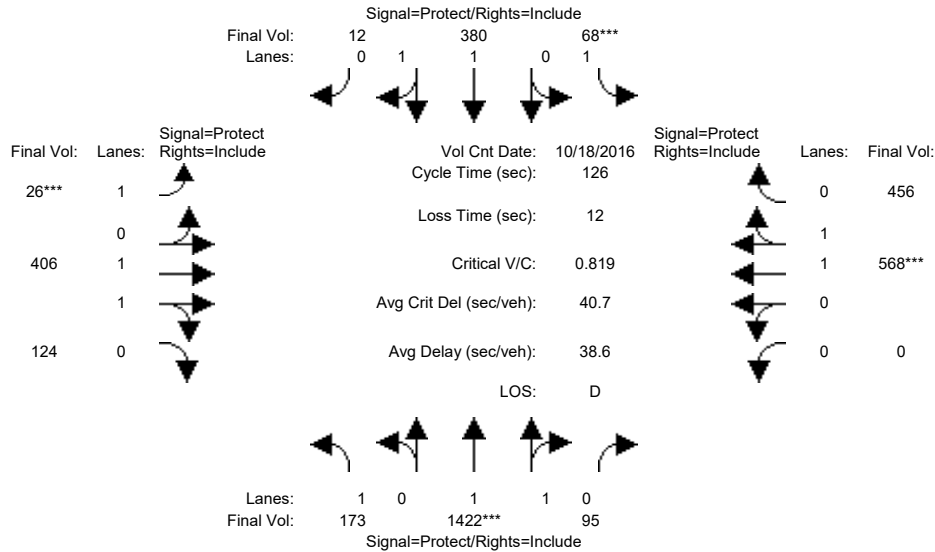 Signal=Protect/Rights=Include
Final Vol: 12 380 68***
Lanes: 0 1 1 0 1
Signal=Protect
Final Vol: Lanes: Rights=Include
Vol Cnt Date: 10/18/2016
Signal=Protect
Rights=Include Lanes: Final Vol:
Cycle Time (sec): 126
26*** 1
0 456
Loss Time (sec): 12
0
1
406 1
Critical V/C: 0.819
1 568***
1
Avg Crit Del (sec/veh): 40.7
0
124 0
Avg Delay (sec/veh): 38.6
0 0
LOS: D
Lanes: 1 0 1 1 0
Final Vol: 173 1422*** 95
Signal=Protect/Rights=Include